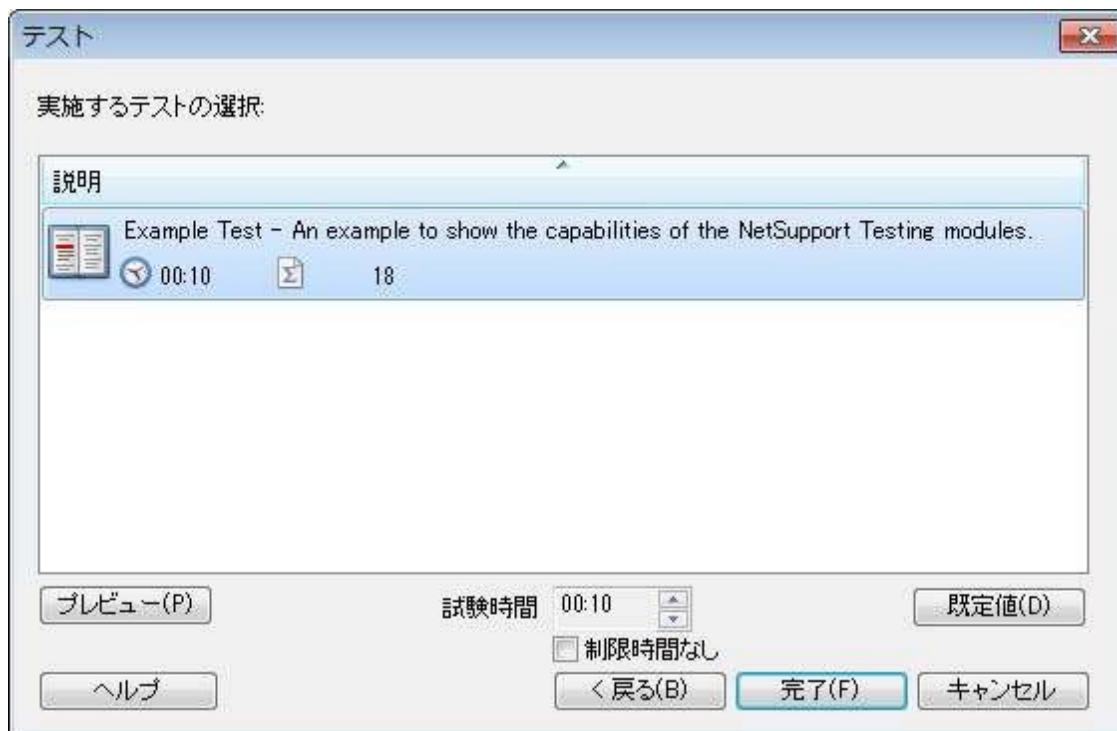 テスト
実施するテストの選択:
説明
Example Test - An example to show the capabilities of the NetSupport Testing modules.
00:10 Σ 18
プレビュー(P) 試験時間 00:10 既定値(D)
制限時間なし
ヘルプ < 戻る(B) 完了(F) キャンセル